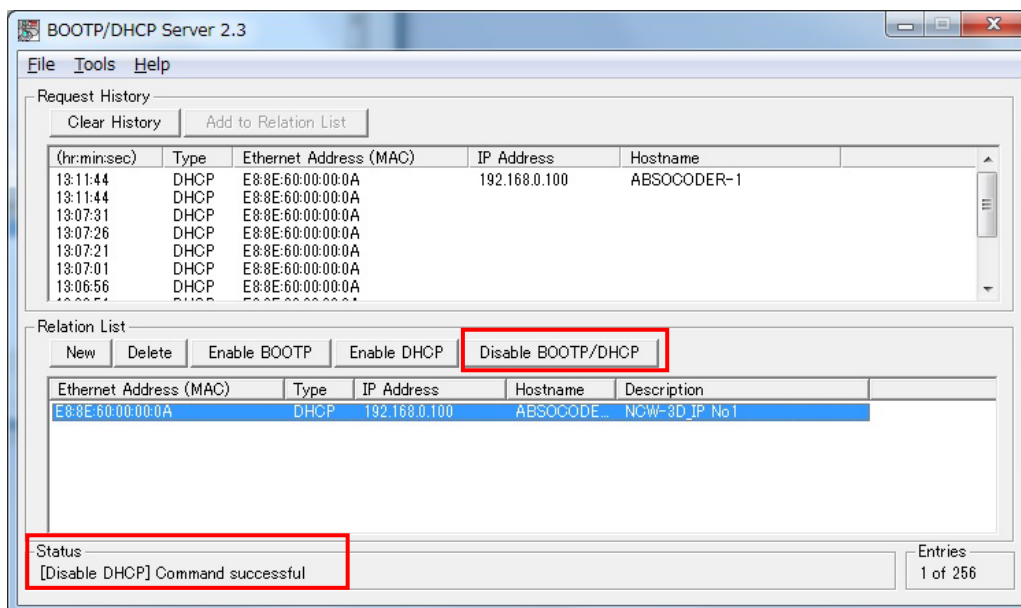 BOOTP/DHCP Server 2.3
File Tools Help
Request History
Clear History Add to Relation List
(hr:min:sec) Type Ethernet Address (MAC) IP Address Hostname
13:11:44 DHCP E8:8E:60:00:00:0A 192.168.0.100 ABSOCODER-1
13:11:44 DHCP E8:8E:60:00:00:0A
13:07:31 DHCP E8:8E:60:00:00:0A
13:07:26 DHCP E8:8E:60:00:00:0A
13:07:21 DHCP E8:8E:60:00:00:0A
13:07:01 DHCP E8:8E:60:00:00:0A
13:06:56 DHCP E8:8E:60:00:00:0A
Relation List
New Delete Enable BOOTP Enable DHCP Disable BOOTP/DHCP
Ethernet Address (MAC) Type IP Address Hostname Description
E8:8E:60:00:00:0A DHCP 192.168.0.100 ABSOCODE... NCW-3D_IP No1
Status
[Disable DHCP] Command successful
Entries
1 of 256